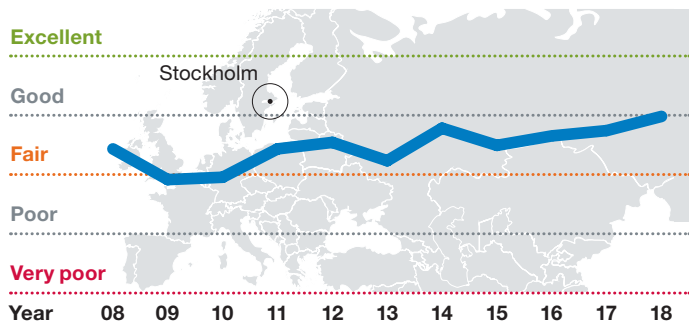 Excellent
Stockholm
Good
Fair
Poor
Very poor
Year 08 09 10 11 12 13 14 15 16 17 18